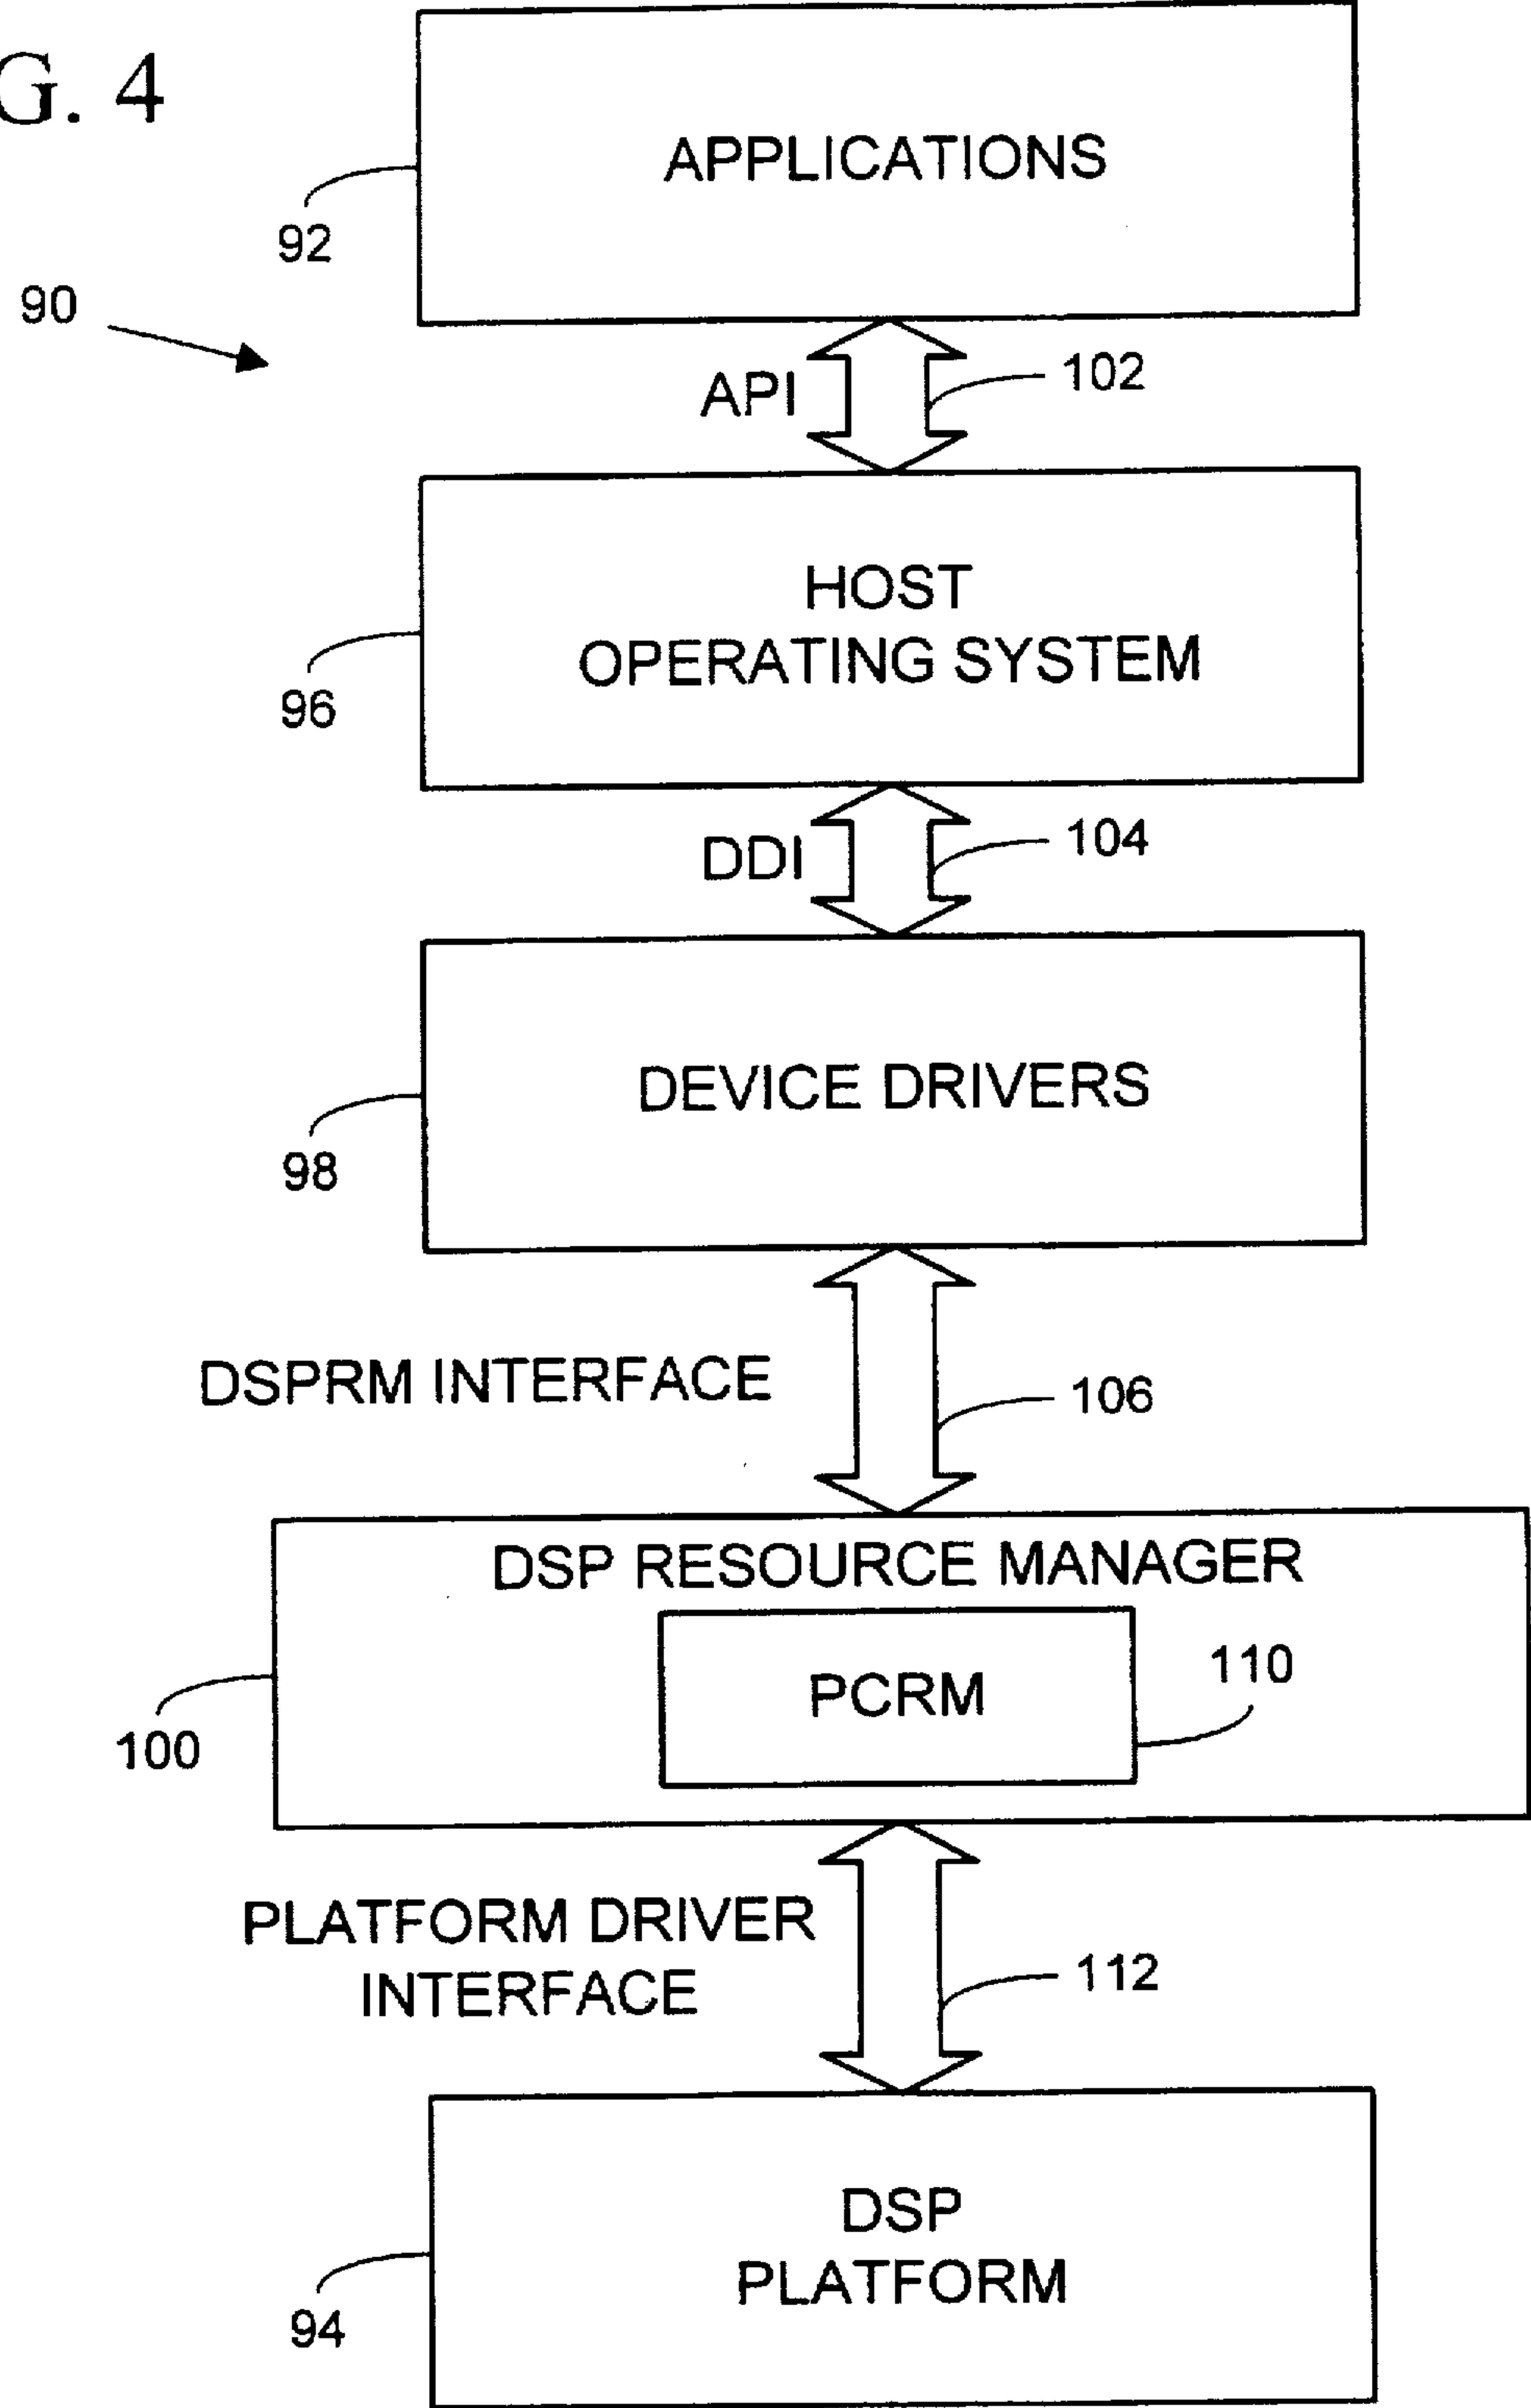 G. 4
APPLICATIONS
92
90
API
102
HOST
OPERATING SYSTEM
96
DDI
104
DEVICE DRIVERS
98
DSPRM INTERFACE
106
DSP RESOURCE MANAGER
PCRM
110
100
PLATFORM DRIVER
INTERFACE
112
DSP
PLATFORM
94